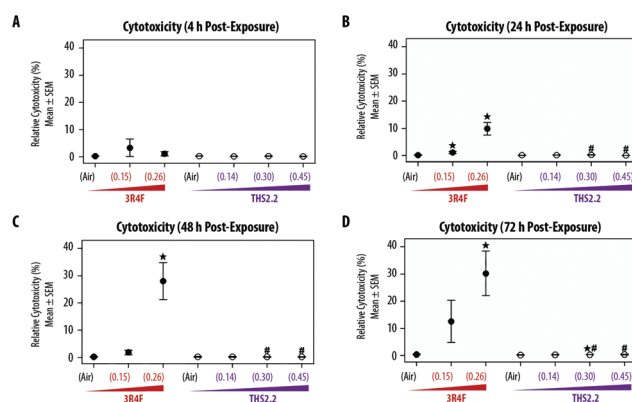 A
Cytotoxicity (4 h Post-Exposure)
Relative Cytotoxicity (%)
Mean ± SEM
40
30
20
10
0
(Air) (0.15) (0.26) (Air) (0.14) (0.30) (0.45)
3R4F THS2.2
B
Cytotoxicity (24 h Post-Exposure)
Relative Cytotoxicity (%)
Mean ± SEM
40
30
20
10
0
★ ★ # #
(Air) (0.15) (0.26) (Air) (0.14) (0.30) (0.45)
3R4F THS2.2
C
Cytotoxicity (48 h Post-Exposure)
Relative Cytotoxicity (%)
Mean ± SEM
40
30
20
10
0
★ # #
(Air) (0.15) (0.26) (Air) (0.14) (0.30) (0.45)
3R4F THS2.2
D
Cytotoxicity (72 h Post-Exposure)
Relative Cytotoxicity (%)
Mean ± SEM
40
30
20
10
0
★ ★# #
(Air) (0.15) (0.26) (Air) (0.14) (0.30) (0.45)
3R4F THS2.2